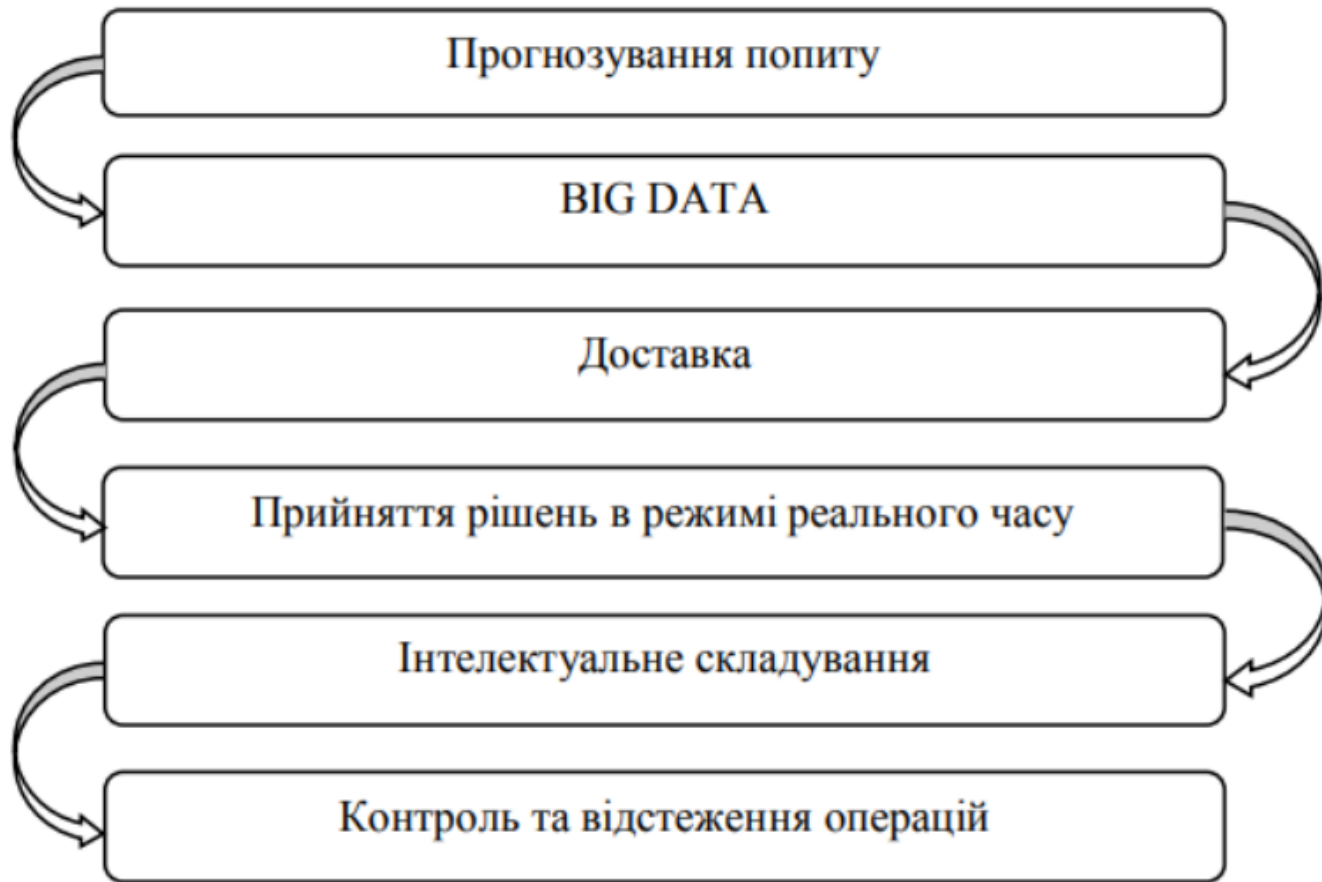 Прогнозування попиту
BIG DATA
Доставка
Прийняття рішень в режимі реального часу
Інтелектуальне складування
Контроль та відстеження операцій